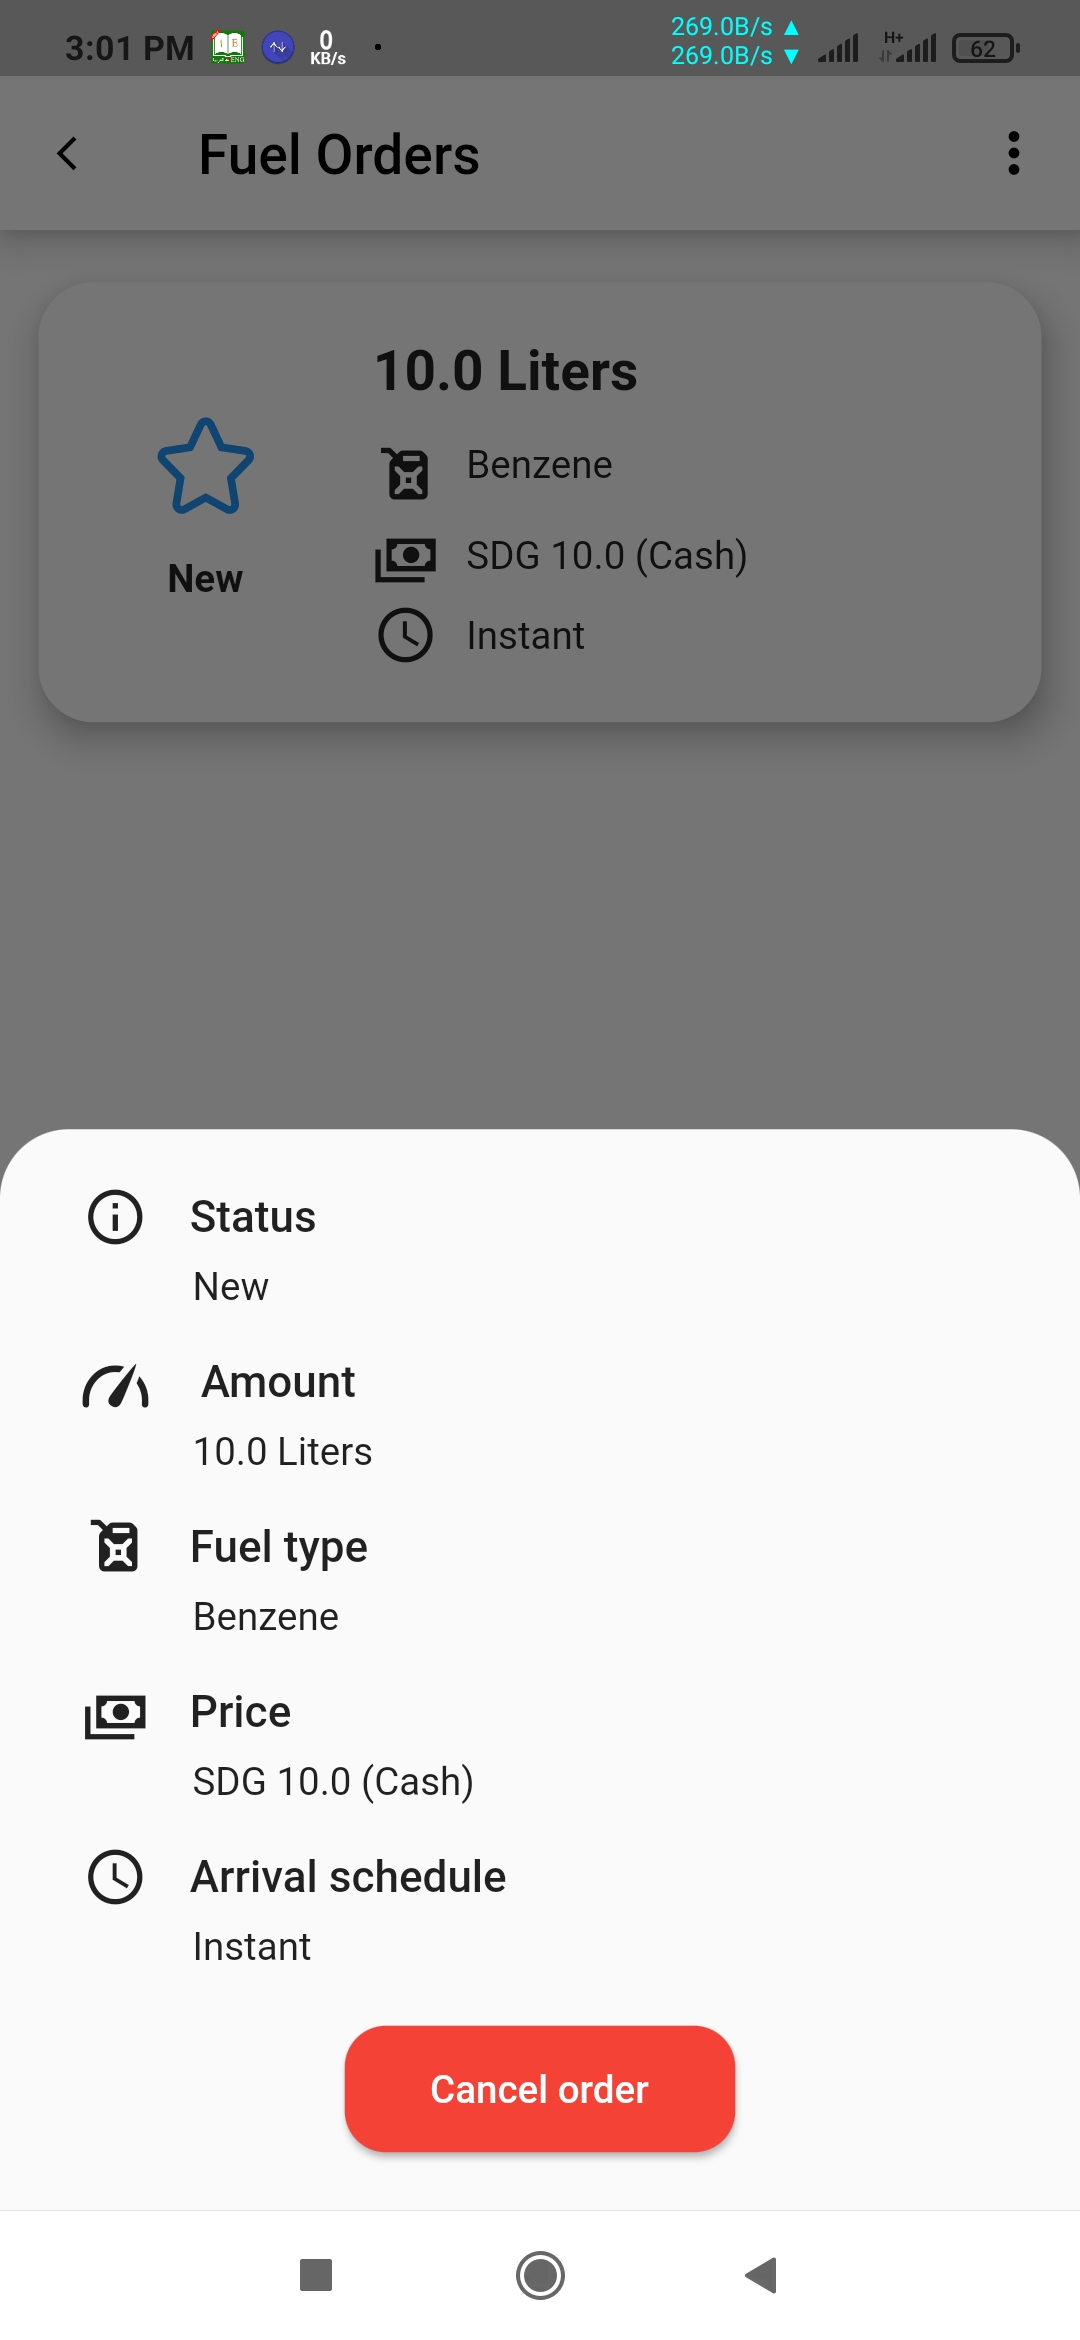 3:01 PM
0
KB/s
269.0B/s ▲
269.0B/s ▼
H+
62
Fuel Orders
10.0 Liters
Benzene
SDG 10.0 (Cash)
Instant
New
Status
New
Amount
10.0 Liters
Fuel type
Benzene
Price
SDG 10.0 (Cash)
Arrival schedule
Instant
Cancel order